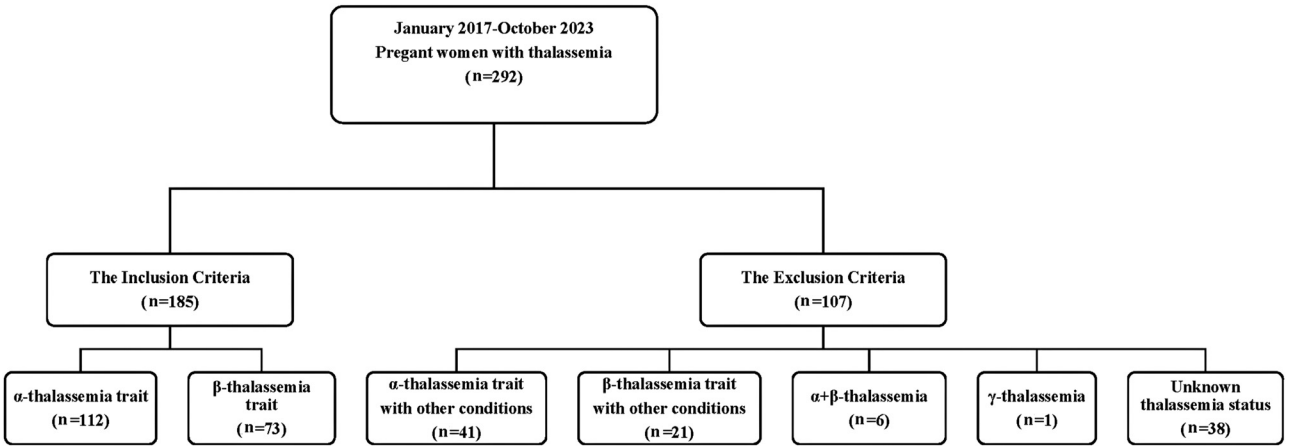 January 2017-October 2023
Pregant women with thalassemia
(n=292)
The Inclusion Criteria
(n=185)
The Exclusion Criteria
(n=107)
α-thalassemia trait
(n=112)
β-thalassemia
trait
(n=73)
α-thalassemia trait
with other conditions
(n=41)
β-thalassemia trait
with other conditions
(n=21)
α+β-thalassemia
(n=6)
γ-thalassemia
(n=1)
Unknown
thalassemia status
(n=38)